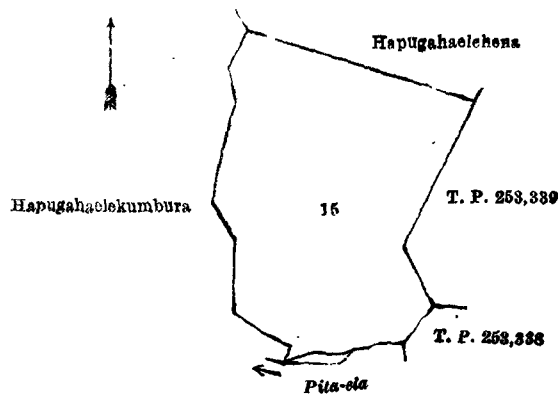 Hapugahaelehena
Hapugahaelekumbura
15
T. P. 253,339
T. P. 253,338
Pita-ela